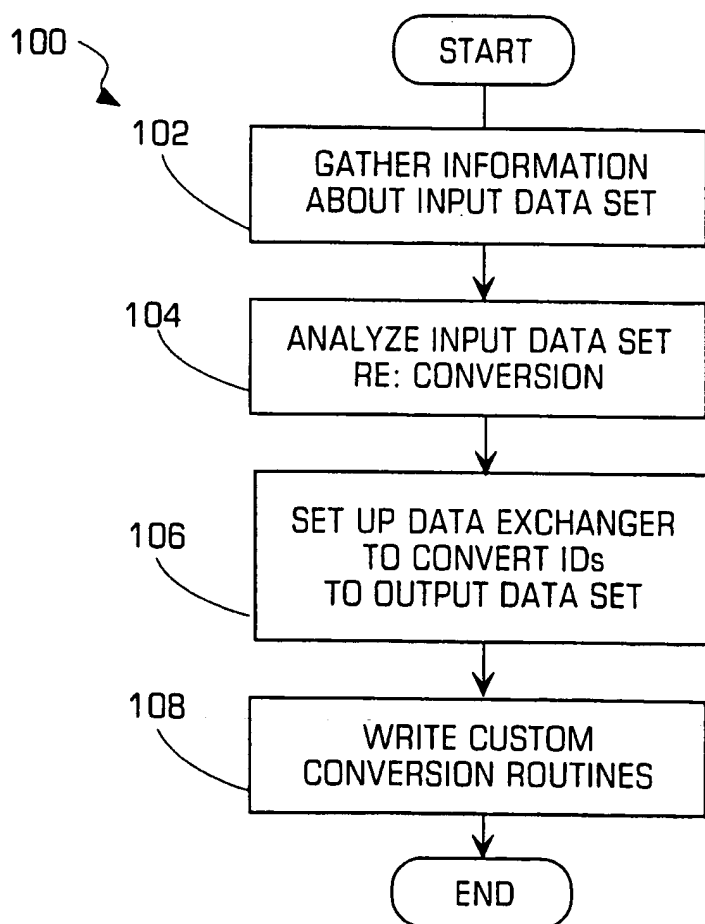 100
START
102
GATHER INFORMATION
ABOUT INPUT DATA SET
104
ANALYZE INPUT DATA SET
RE: CONVERSION
106
SET UP DATA EXCHANGER
TO CONVERT IDs
TO OUTPUT DATA SET
108
WRITE CUSTOM
CONVERSION ROUTINES
END